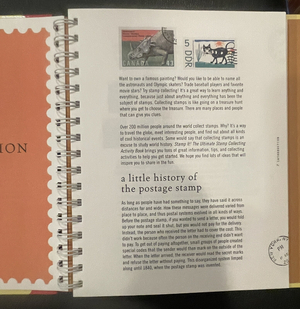 ION
CANADA 43
5
DDR
Want to own a famous painting? Would you like to be able to name all
the astronauts and Olympic skaters? Trade baseball players and favorite
movie stars? Try stamp collecting! It's a great way to learn anything and
everything, because just about anything and everything has been the
subject of stamps. Collecting stamps is like going on a treasure hunt
where you get to choose the treasure. There are many places and people
that can give you clues.
Over 200 million people around the world collect stamps. Why? It's a way
to travel the globe, meet interesting people, and find out about all kinds
of cool historical events. Some would say that collecting stamps is an
excuse to study world history. Stamp It! The Ultimate Stamp Collecting
Activity Book brings you tons of great information, tips, and collecting
activities to help you get started. We hope you find lots of ideas that will
inspire you to share in the fun.
a little history of
the postage stamp
As long as people have had something to say, they have said it across
distances far and wide. How these messages were delivered varied from
place to place, and thus postal systems existed in all kinds of ways.
Before the postage stamp, if you wanted to send a letter, you would fold
up your note and seal it shut, but you would not pay for the delivery.
Instead, the person who received the letter had to cover the cost. This
didn't work because often the person on the receiving end didn't want
to pay. To get out of paying altogether, small groups of people created
special codes that the sender would then mark on the outside of the
letter. When the letter arrived, the receiver would read the secret marks
and refuse the letter without paying. This disorganized system limped
along until 1840, when the postage stamp was invented.